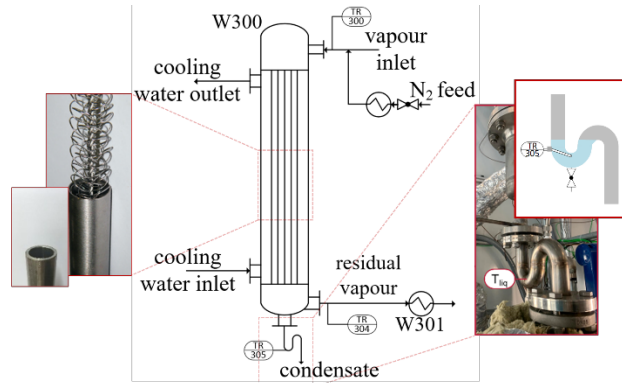 W300
TR
300
vapour
inlet
cooling
water outlet
N₂ feed
TR
305
cooling
water inlet
residual
vapour
T_liq
W301
TR
304
TR
305
condensate